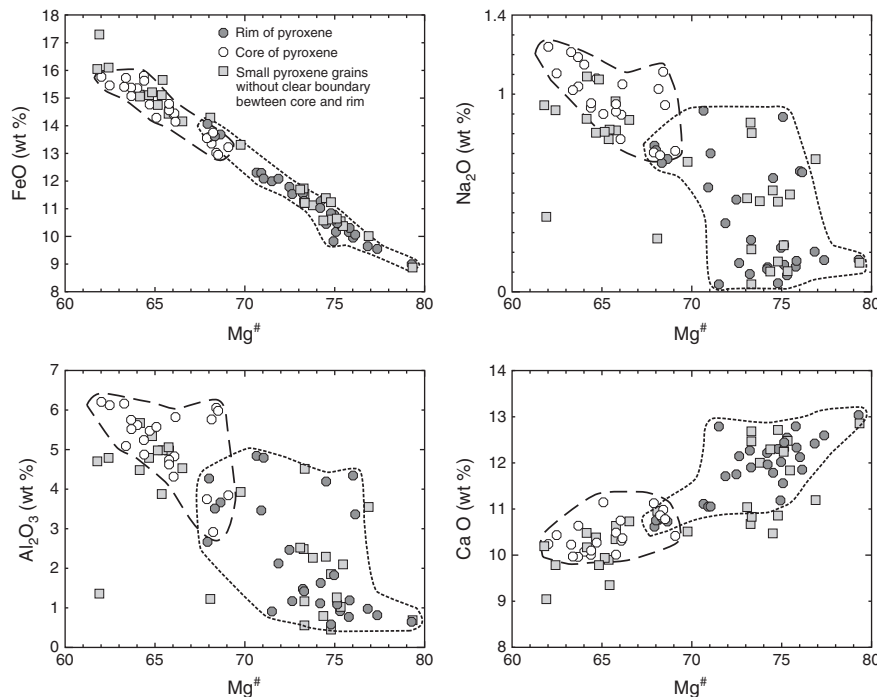 18
17
16
15
14
13
12
11
10
9
8
FeO (wt %)
60 65 70 75 80
Mg#
Rim of pyroxene
Core of pyroxene
Small pyroxene grains
without clear boundary
bewteen core and rim
1.4
1
0
Na2O (wt %)
60 65 70 75 80
Mg#
7
6
5
4
3
2
1
0
Al2O3 (wt %)
60 65 70 75 80
Mg#
14
13
12
11
10
9
8
Ca O (wt %)
60 65 70 75 80
Mg#